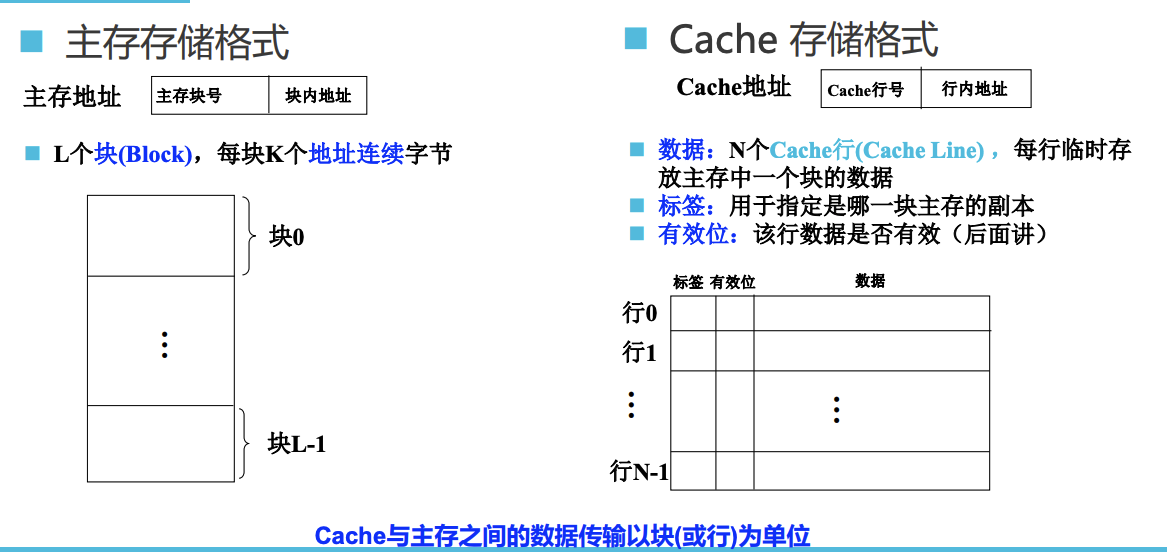 主存存储格式
主存地址 主存块号 块内地址
L个块(Block)，每块K个地址连续字节
块0
⋮
块L-1
Cache 存储格式
Cache地址 Cache行号 行内地址
数据：N个Cache行(Cache Line) ，每行临时存
放主存中一个块的数据
标签：用于指定是哪一块主存的副本
有效位：该行数据是否有效（后面讲）
标签 有效位 数据
行0
行1
⋮ ⋮
行N-1
Cache与主存之间的数据传输以块(或行)为单位